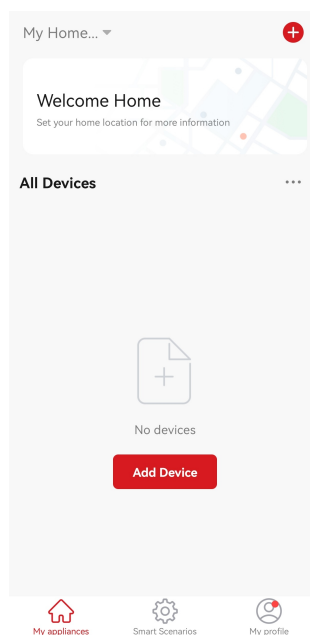 My Home...
Welcome Home
Set your home location for more information
All Devices
No devices
Add Device
My appliances
Smart Scenarios
My profile